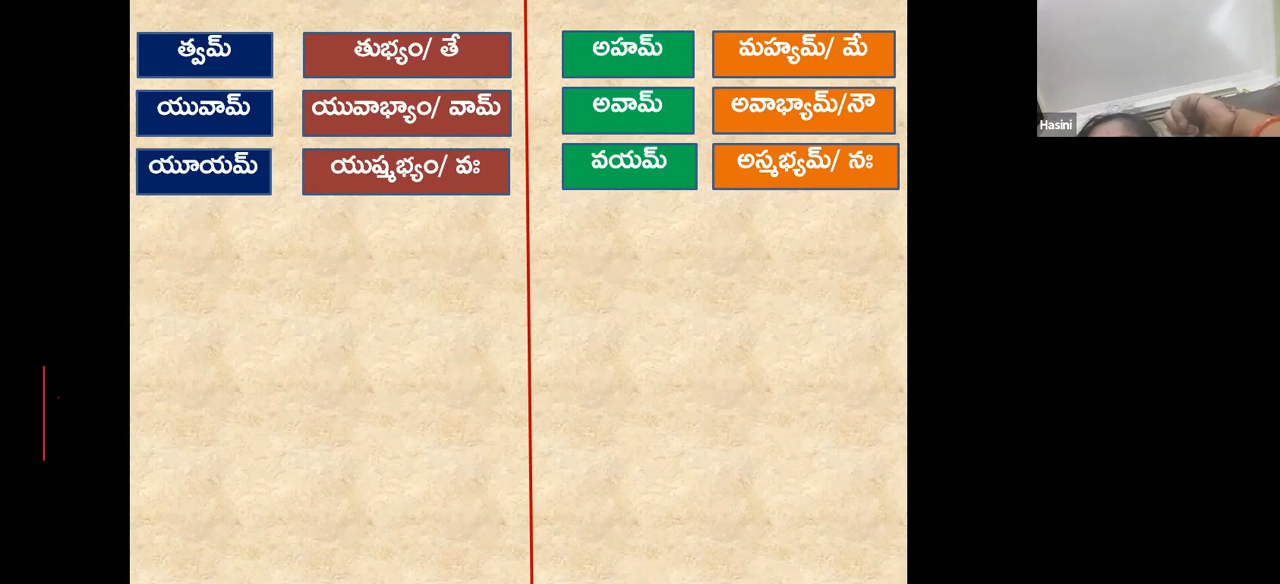 త్వమ్ తుభ్యం/ తే అహమ్ మహ్యమ్/ మే
యువామ్ యువాభ్యాం/ వామ్ అవామ్ అవాభ్యామ్/నౌ
యూయమ్ యుష్మభ్యం/ వః వయమ్ అస్మభ్యమ్/ నః
Hasini